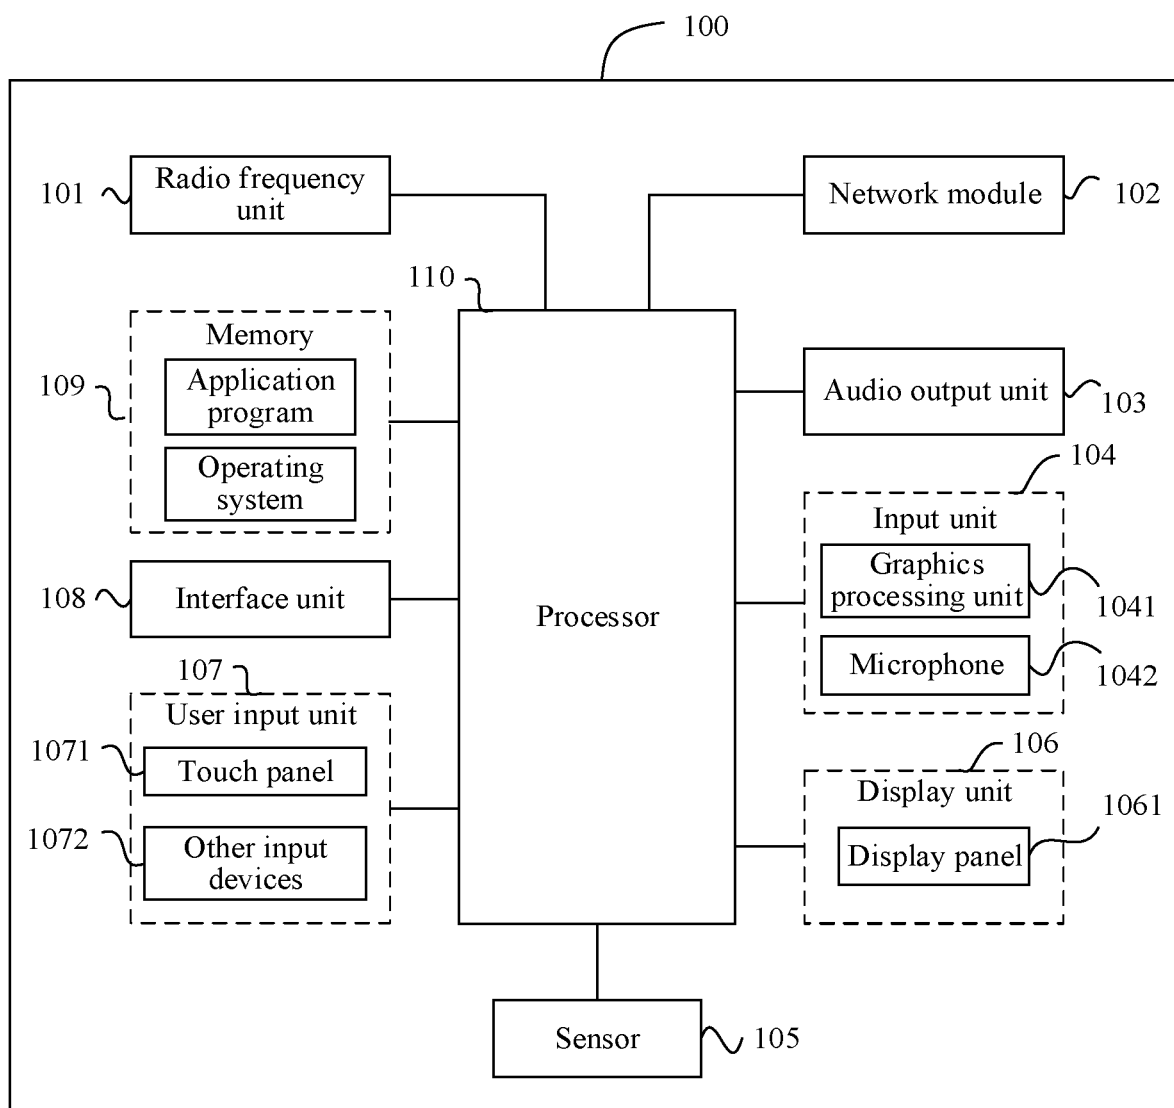 100
101
Radio frequency
unit
Network module
102
110
109
Memory
Application
program
Operating
system
Audio output unit
103
104
Input unit
Graphics
processing unit
1041
Microphone
1042
108
Interface unit
Processor
107
User input unit
1071
Touch panel
1072
Other input
devices
106
Display unit
1061
Display panel
Sensor
105